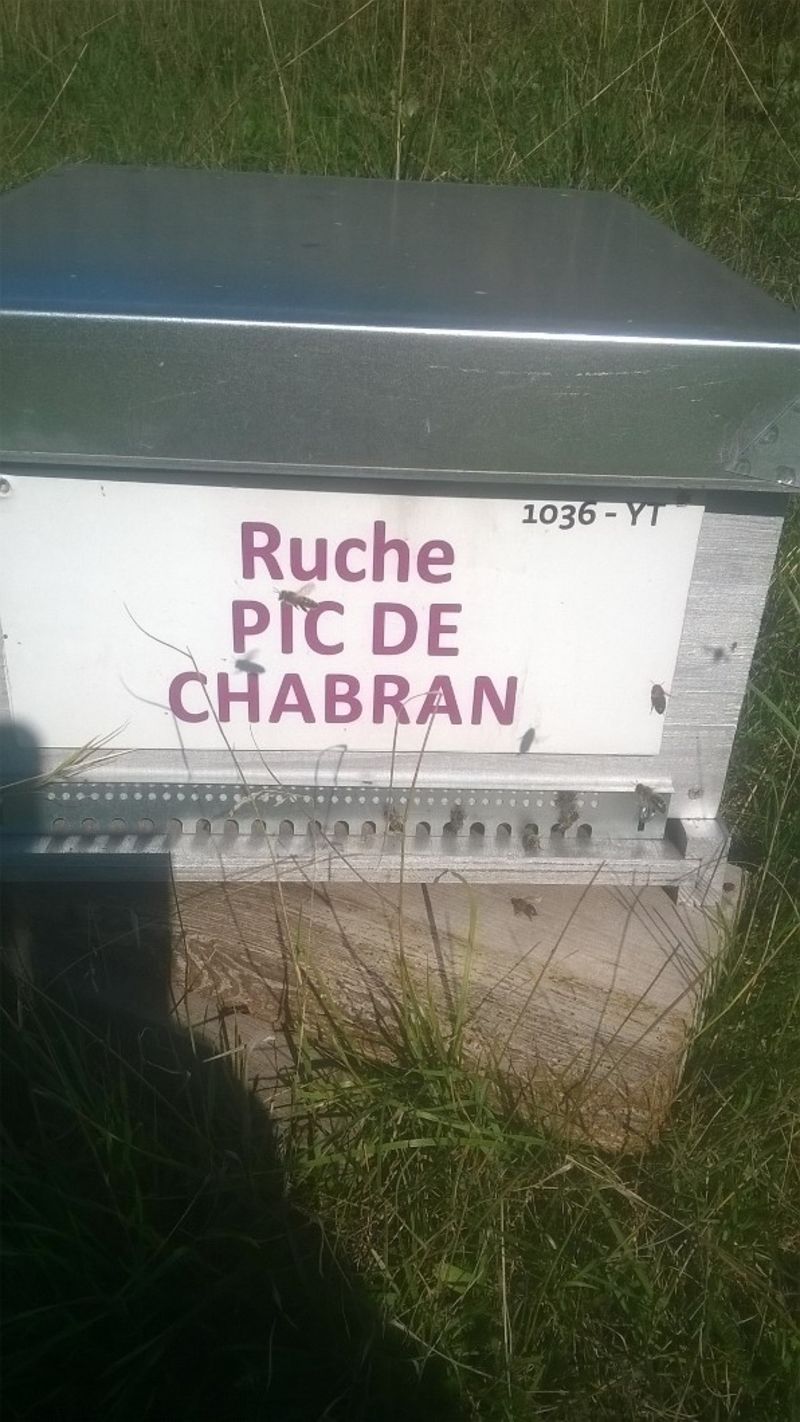 1036 - YT
Ruche
PIC DE
CHABRAN